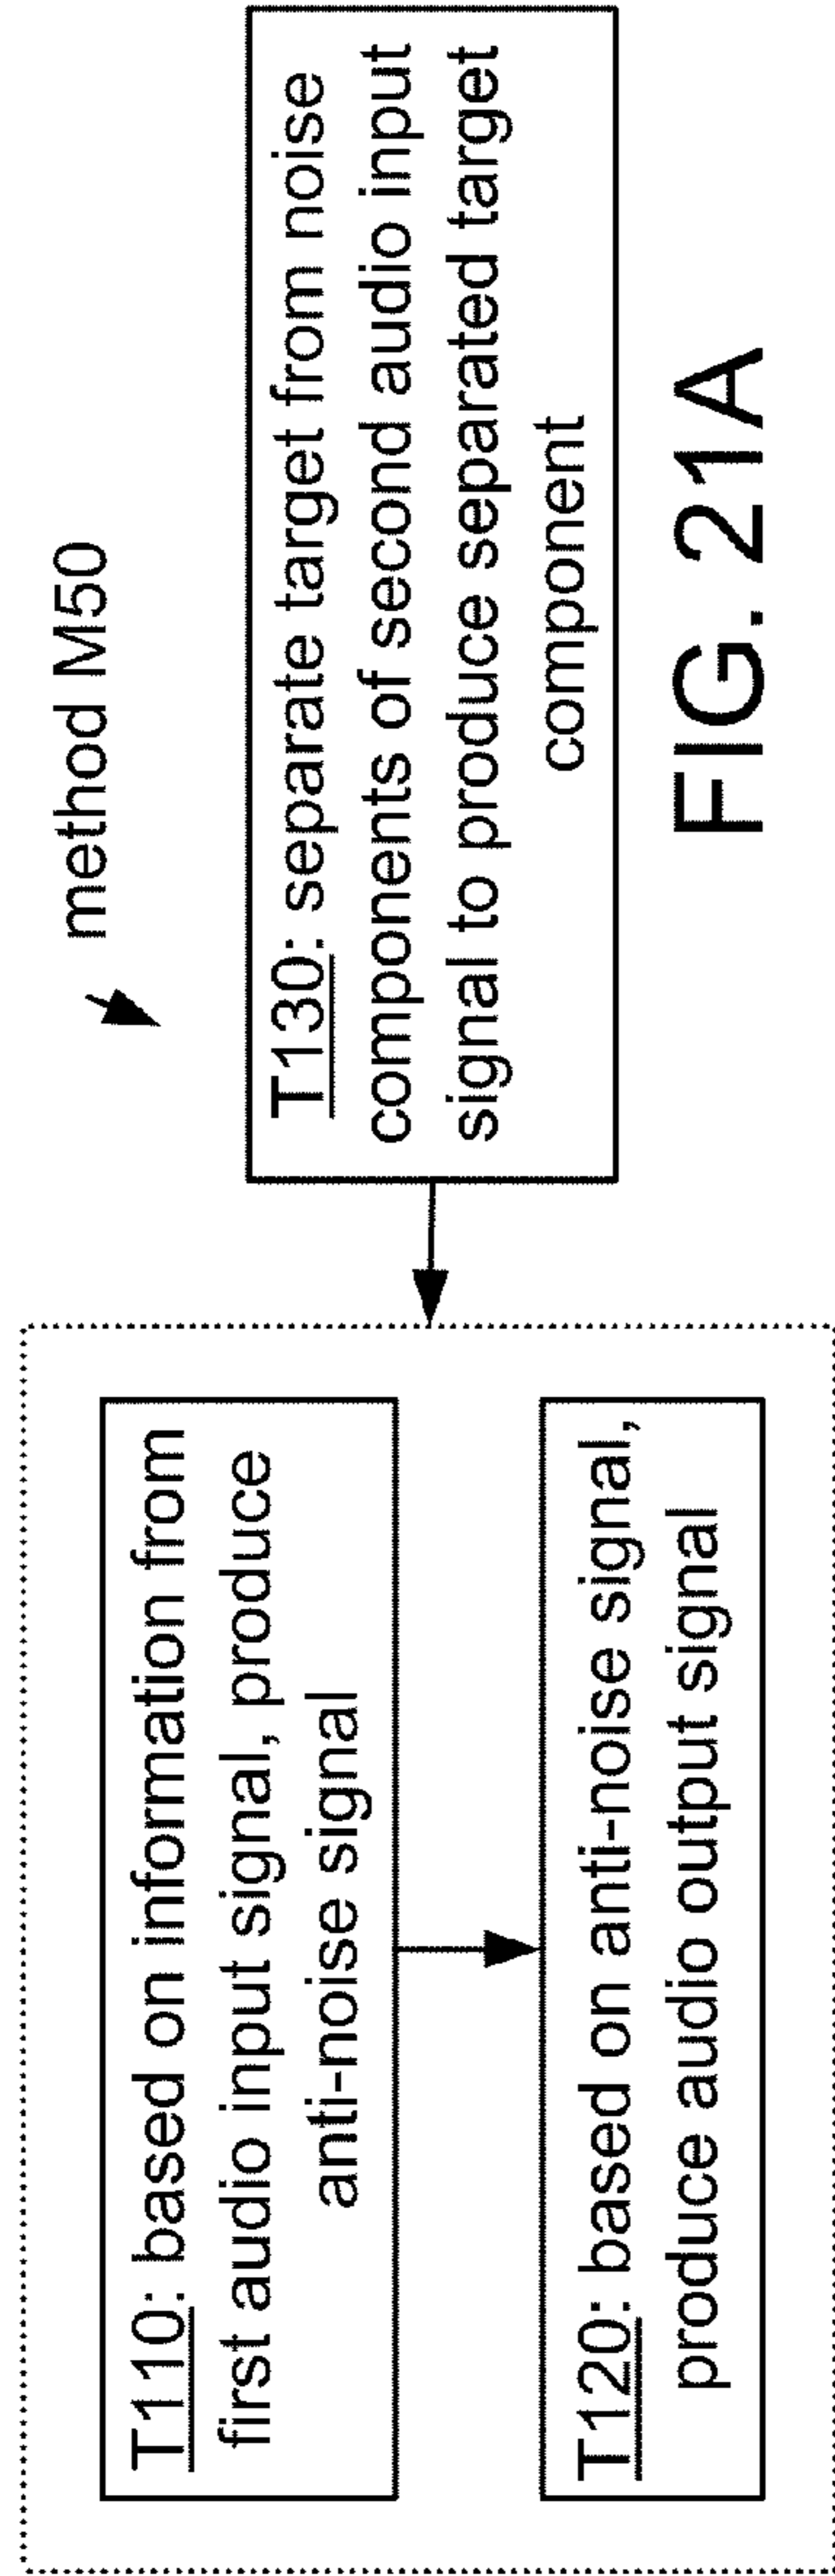 method M50
T110: based on information from
first audio input signal, produce
anti-noise signal
T120: based on anti-noise signal,
produce audio output signal
T130: separate target from noise
components of second audio input
signal to produce separated target
component
FIG. 21A